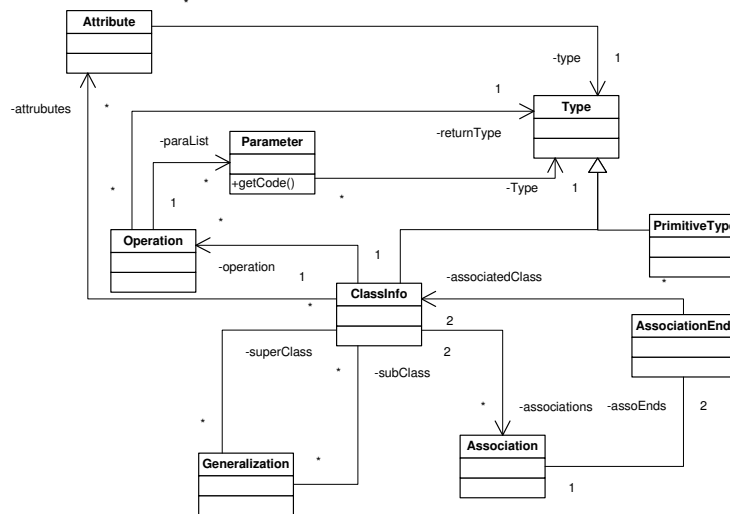 *
Attribute
-type
1
-attrubutes
*
1
Type
-returnType
-paraList
Parameter
+getCode()
*
*
*
-Type
1
1
*
Operation
PrimitiveType
-operation
1
1
*
-associatedClass
*
ClassInfo
AssociationEnd
2
2
-superClass
*
-subClass
*
-associations
-assoEnds
2
*
Association
Generalization
*
1